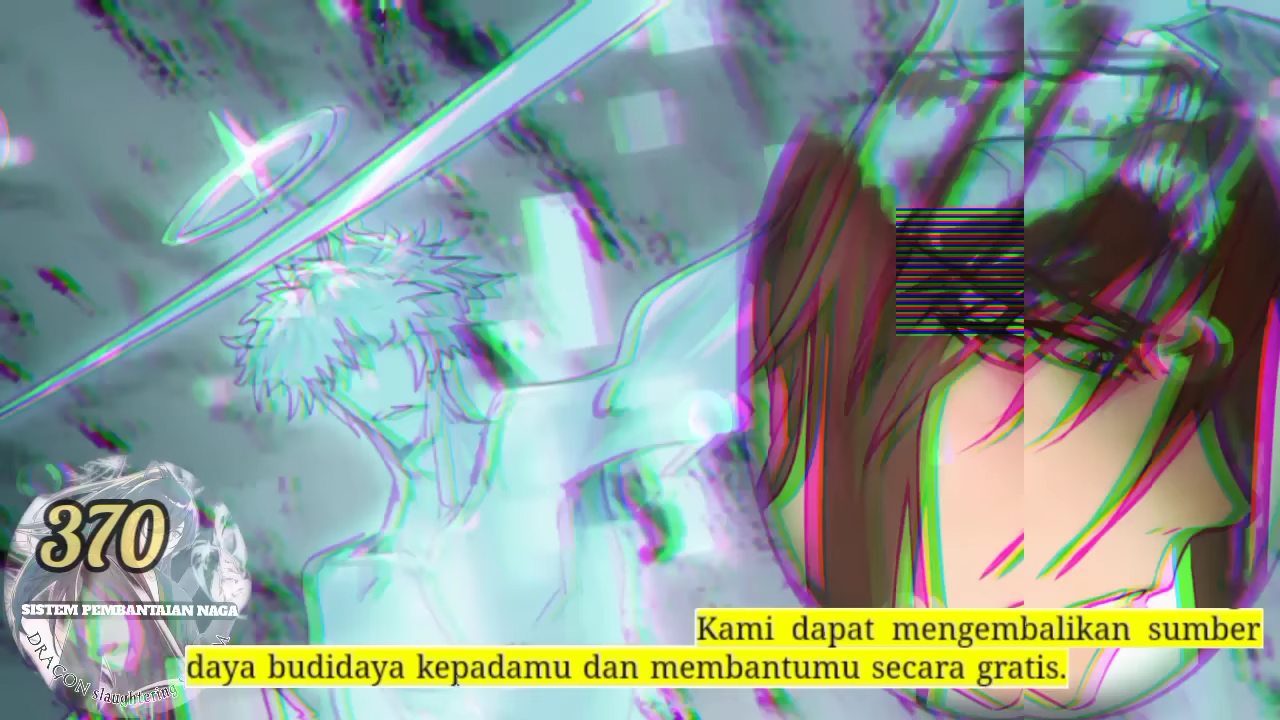 370
SISTEM PEMBANTAIAN NAGA
DRAGON slaughtering
Kami dapat mengembalikan sumber
daya budidaya kepadamu dan membantumu secara gratis.